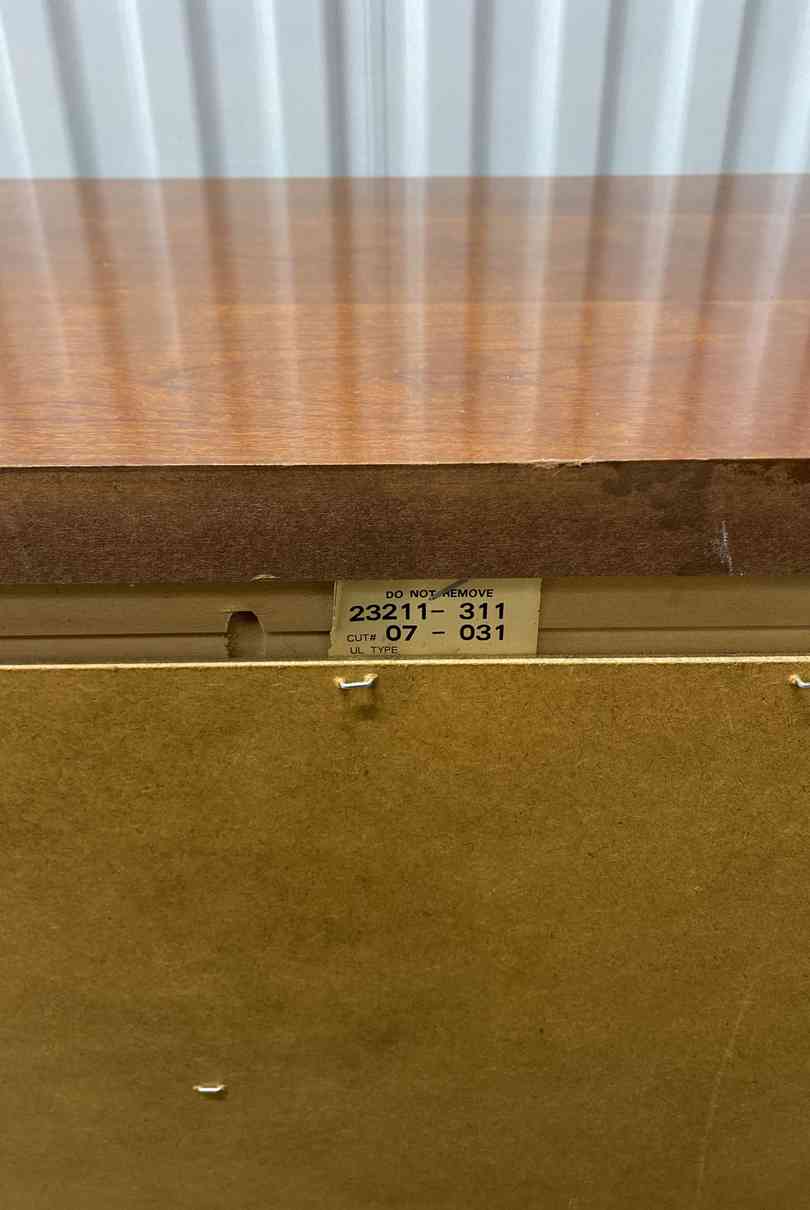 DO NOT REMOVE
23211- 311
CUT# 07 - 031
UL TYPE